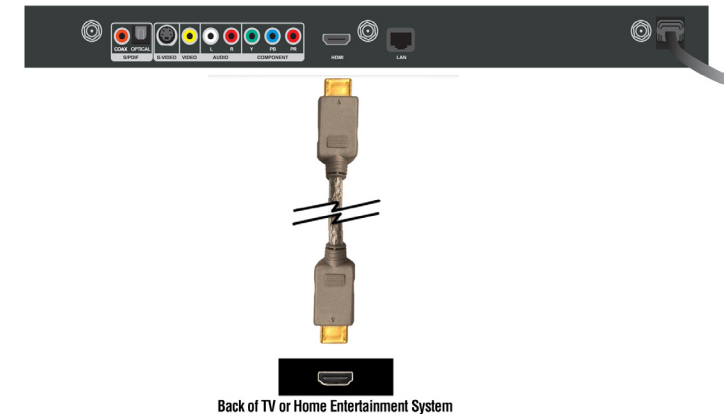 COAX OPTICAL
S/PDIF
S-VIDEO
VIDEO
L R
AUDIO
Y PB PR
COMPONENT
HDMI
LAN
Back of TV or Home Entertainment System